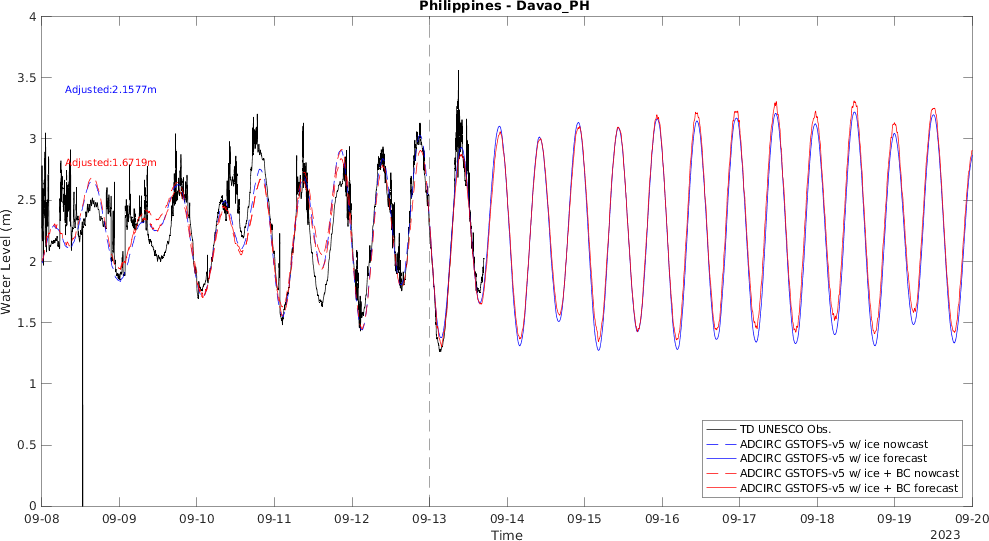 Philippines - Davao_PH
4
3.5
3
2.5
2
1.5
1
0.5
0
Water Level (m)
Adjusted:2.1577m
Adjusted:1.6719m
TD UNESCO Obs.
ADCIRC GSTOFS-v5 w/ ice nowcast
ADCIRC GSTOFS-v5 w/ ice forecast
ADCIRC GSTOFS-v5 w/ ice + BC nowcast
ADCIRC GSTOFS-v5 w/ ice + BC forecast
09-08 09-09 09-10 09-11 09-12 09-13 09-14 09-15 09-16 09-17 09-18 09-19 09-20
Time
2023